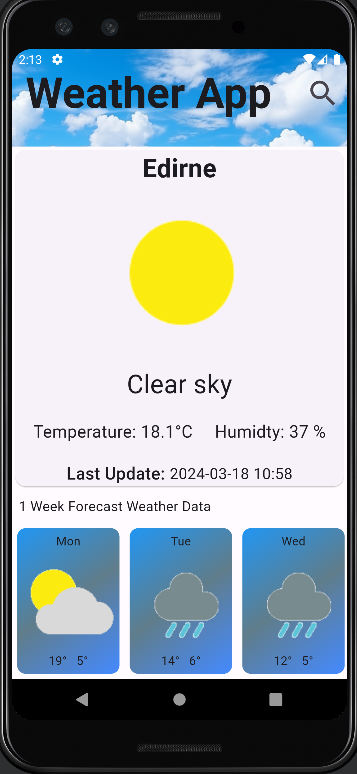 2:13
Weather App
Edirne
Clear sky
Temperature: 18.1°C Humidty: 37 %
Last Update: 2024-03-18 10:58
1 Week Forecast Weather Data
Mon Tue Wed
19° 5° 14° 6° 12° 5°